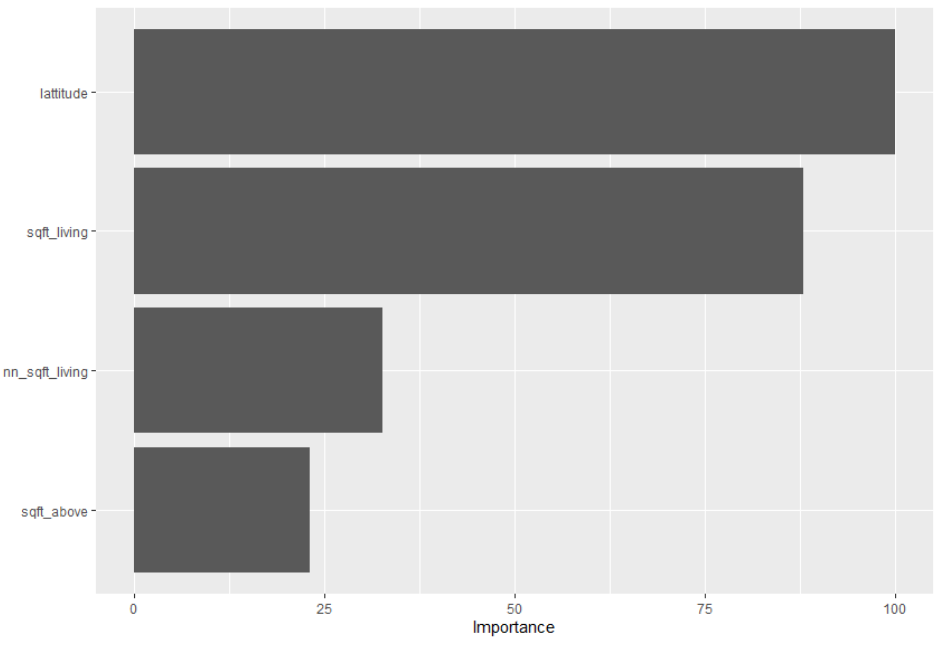 lattitude
sqft_living
nn_sqft_living
sqft_above
0 25 50 75 100
Importance